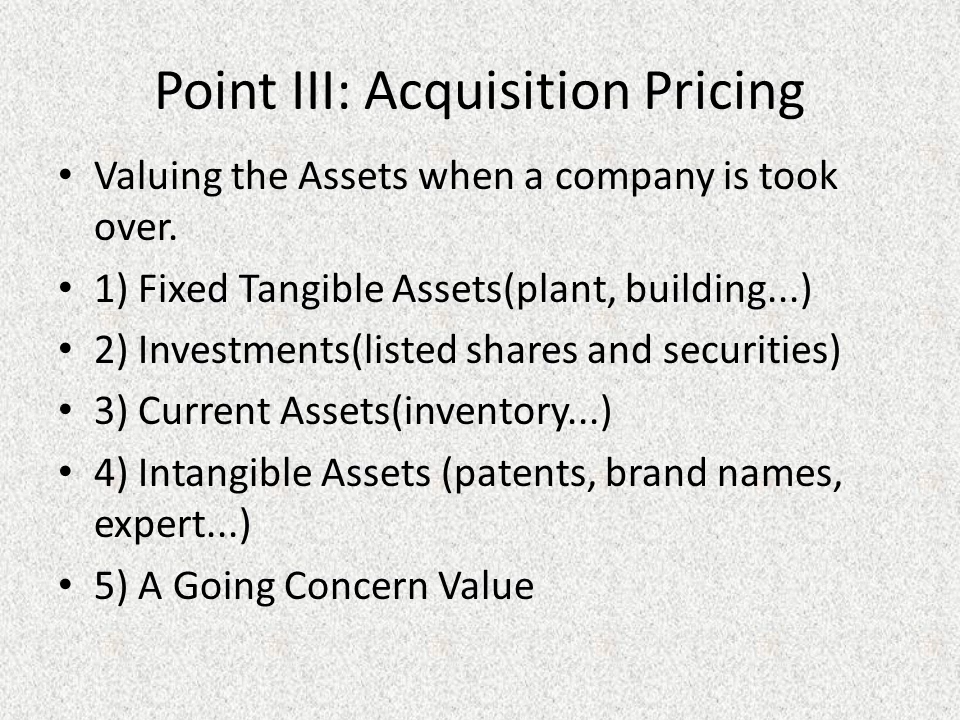 Point III: Acquisition Pricing
• Valuing the Assets when a company is took
over.
• 1) Fixed Tangible Assets(plant, building...)
• 2) Investments(listed shares and securities)
• 3) Current Assets(inventory...)
• 4) Intangible Assets (patents, brand names,
expert...)
• 5) A Going Concern Value